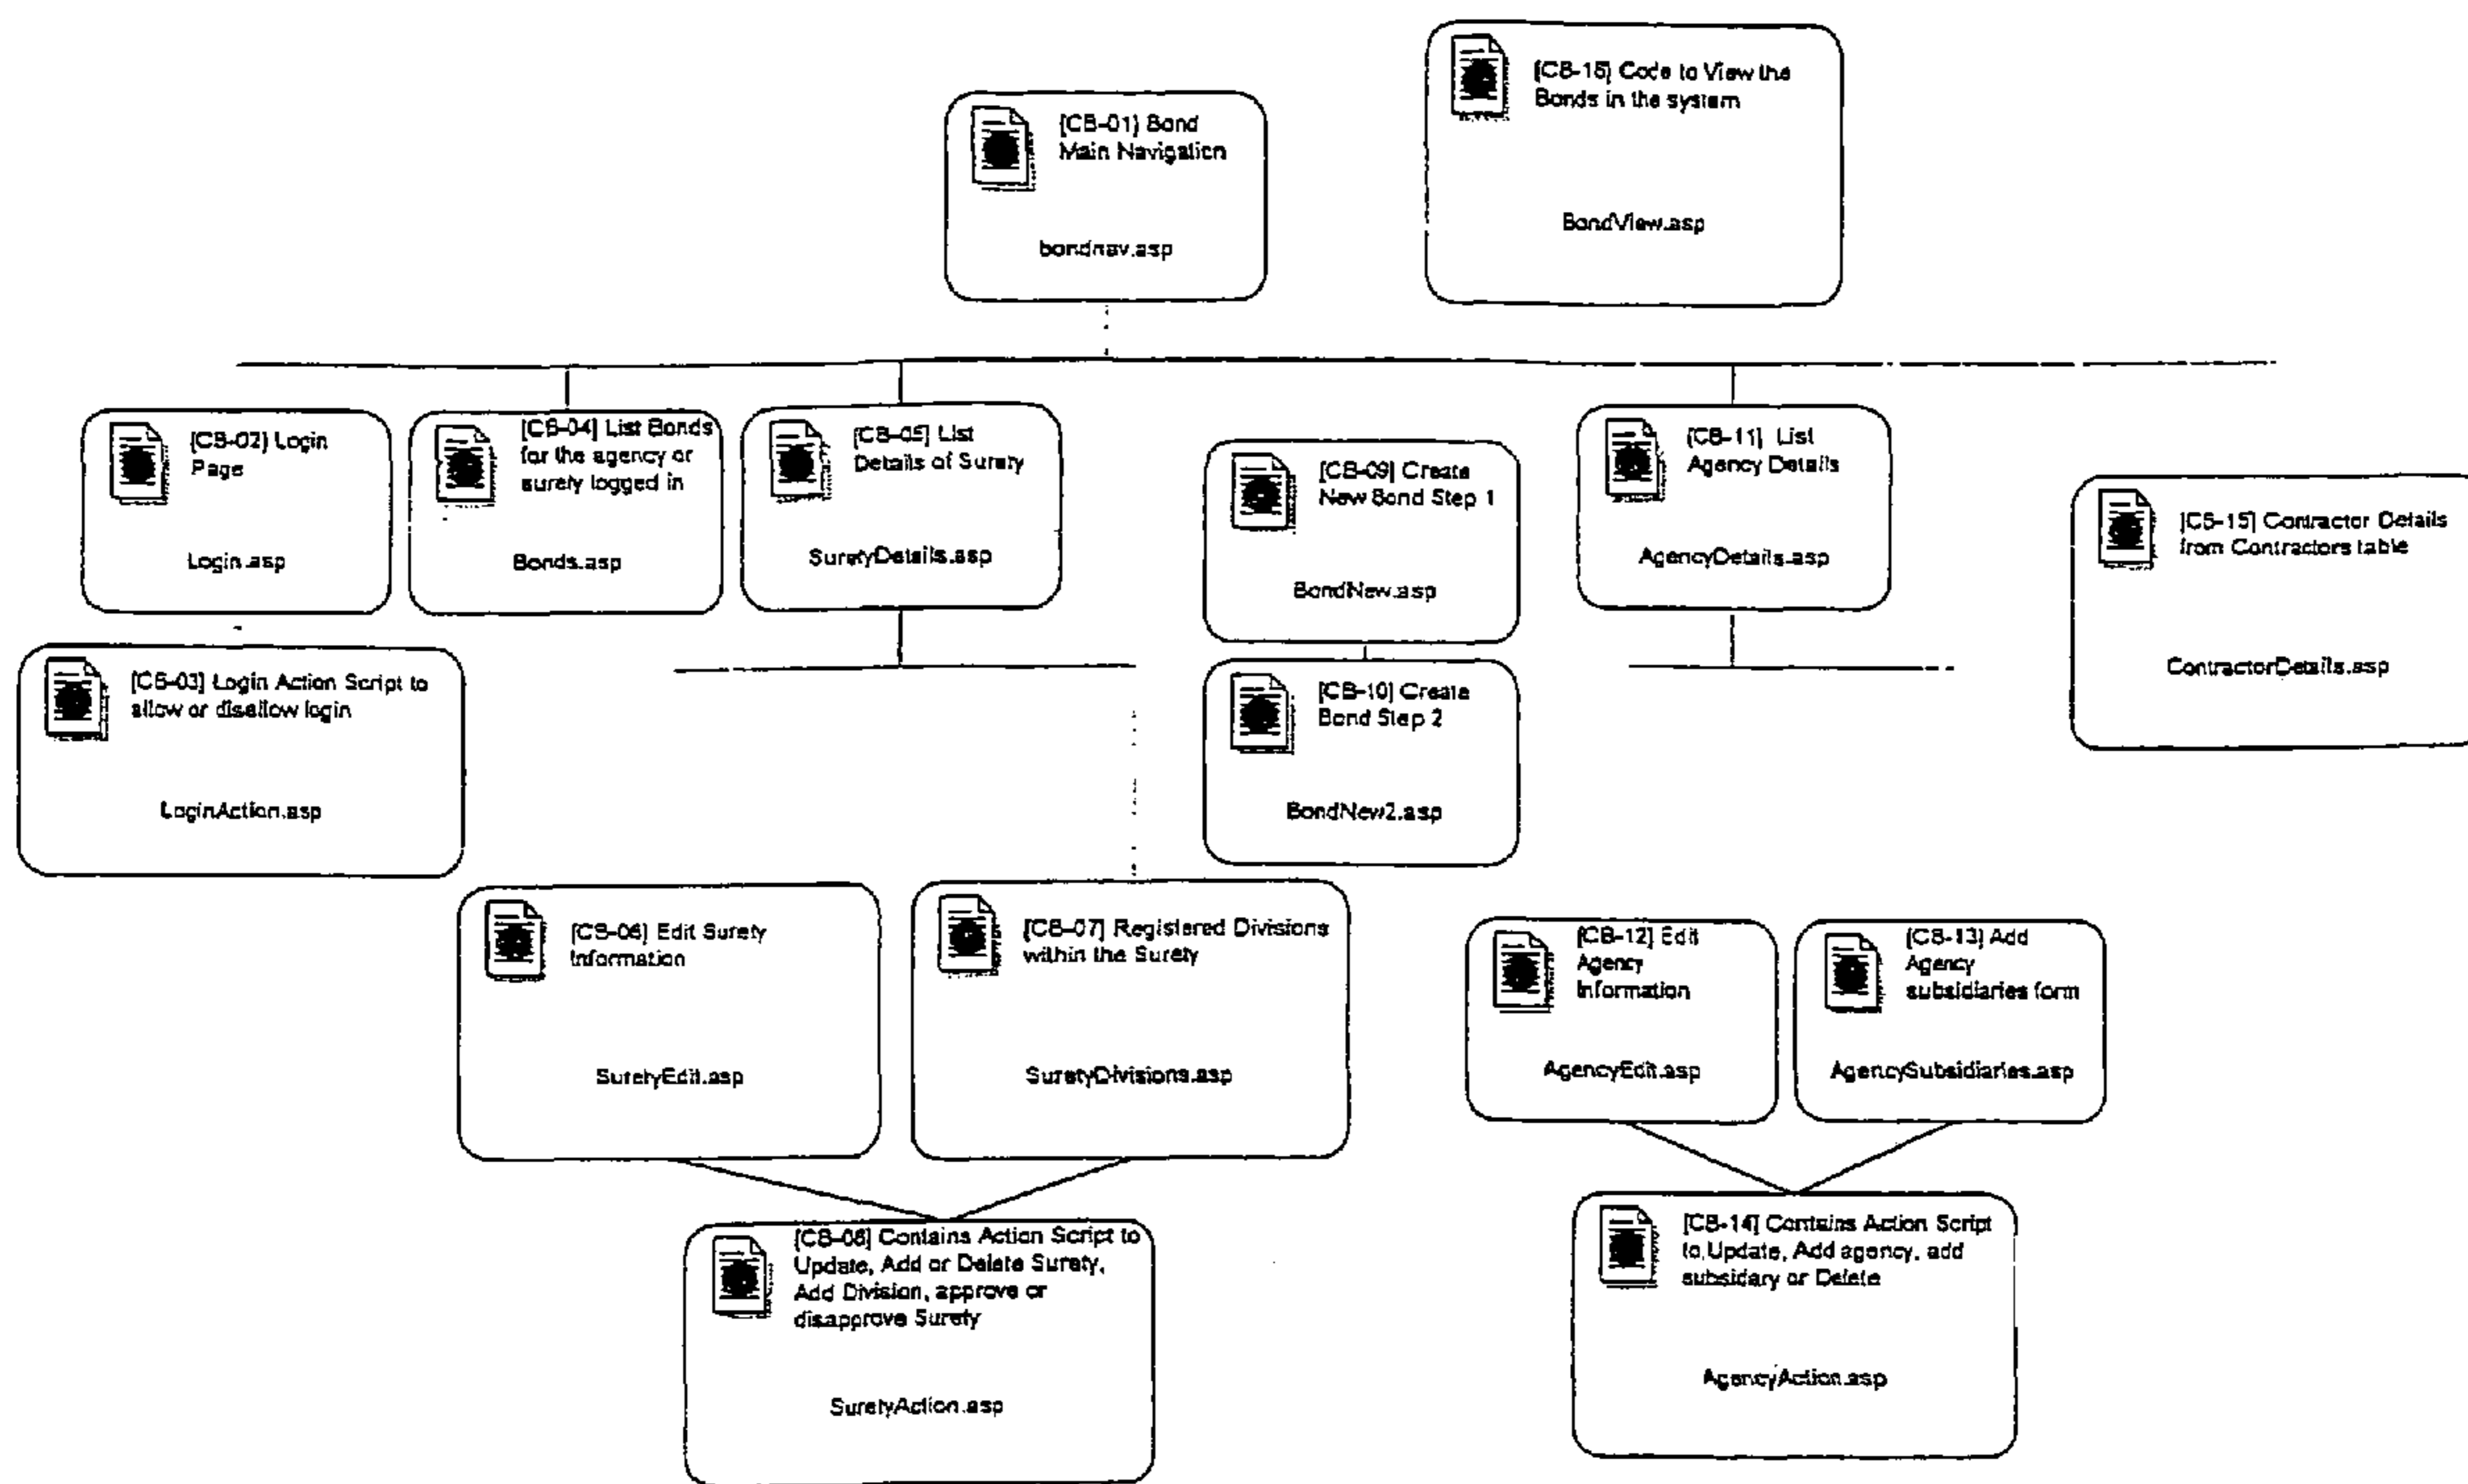 [CB-01] Bond
Main Navigation
bondnav.asp
[CB-16] Code to View the
Bonds in the system
BondView.asp
[CB-02] Login
Page
Login.asp
[CB-04] List Bonds
for the agency or
surety logged in
Bonds.asp
[CB-05] List
Details of Surety
SuretyDetails.asp
[CB-09] Create
New Bond Step 1
BondNew.asp
[CB-11] List
Agency Details
AgencyDetails.asp
[CB-15] Contractor Details
from Contractors table
ContractorDetails.asp
[CB-03] Login Action Script to
allow or disallow login
LoginAction.asp
[CB-10] Create
Bond Step 2
BondNew2.asp
[CB-06] Edit Surety
Information
SuretyEdit.asp
[CB-07] Registered Divisions
within the Surety
SuretyDivisions.asp
[CB-12] Edit
Agency
Information
AgencyEdit.asp
[CB-13] Add
Agency
subsidiaries form
AgencySubsidiaries.asp
[CB-08] Contains Action Script to
Update, Add or Delete Surety,
Add Division, approve or
disapprove Surety
SuretyAction.asp
[CB-14] Contains Action Script
to Update, Add agency, add
subsidary or Delete
AgencyAction.asp